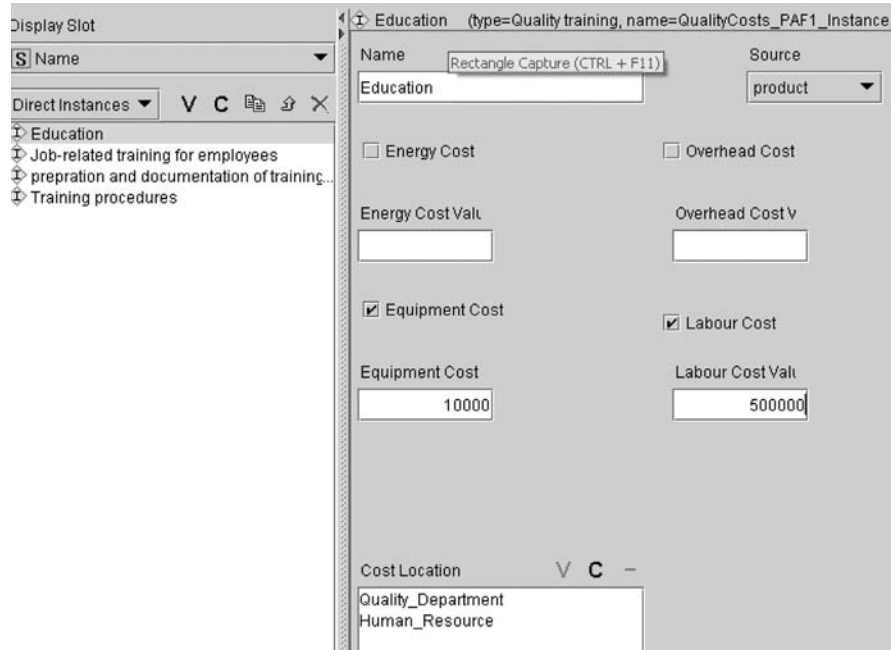 Display Slot
S Name
Direct Instances V C
Education
Job-related training for employees
prepration and documentation of training...
Training procedures
Education (type=Quality training, name=QualityCosts_PAF1_Instance
Name
Rectangle Capture (CTRL + F11)
Source
Education
product
Energy Cost
Overhead Cost
Energy Cost Valu
Overhead Cost V
Equipment Cost
Labour Cost
Equipment Cost
Labour Cost Valu
10000
500000
Cost Location V C –
Quality_Department
Human_Resource